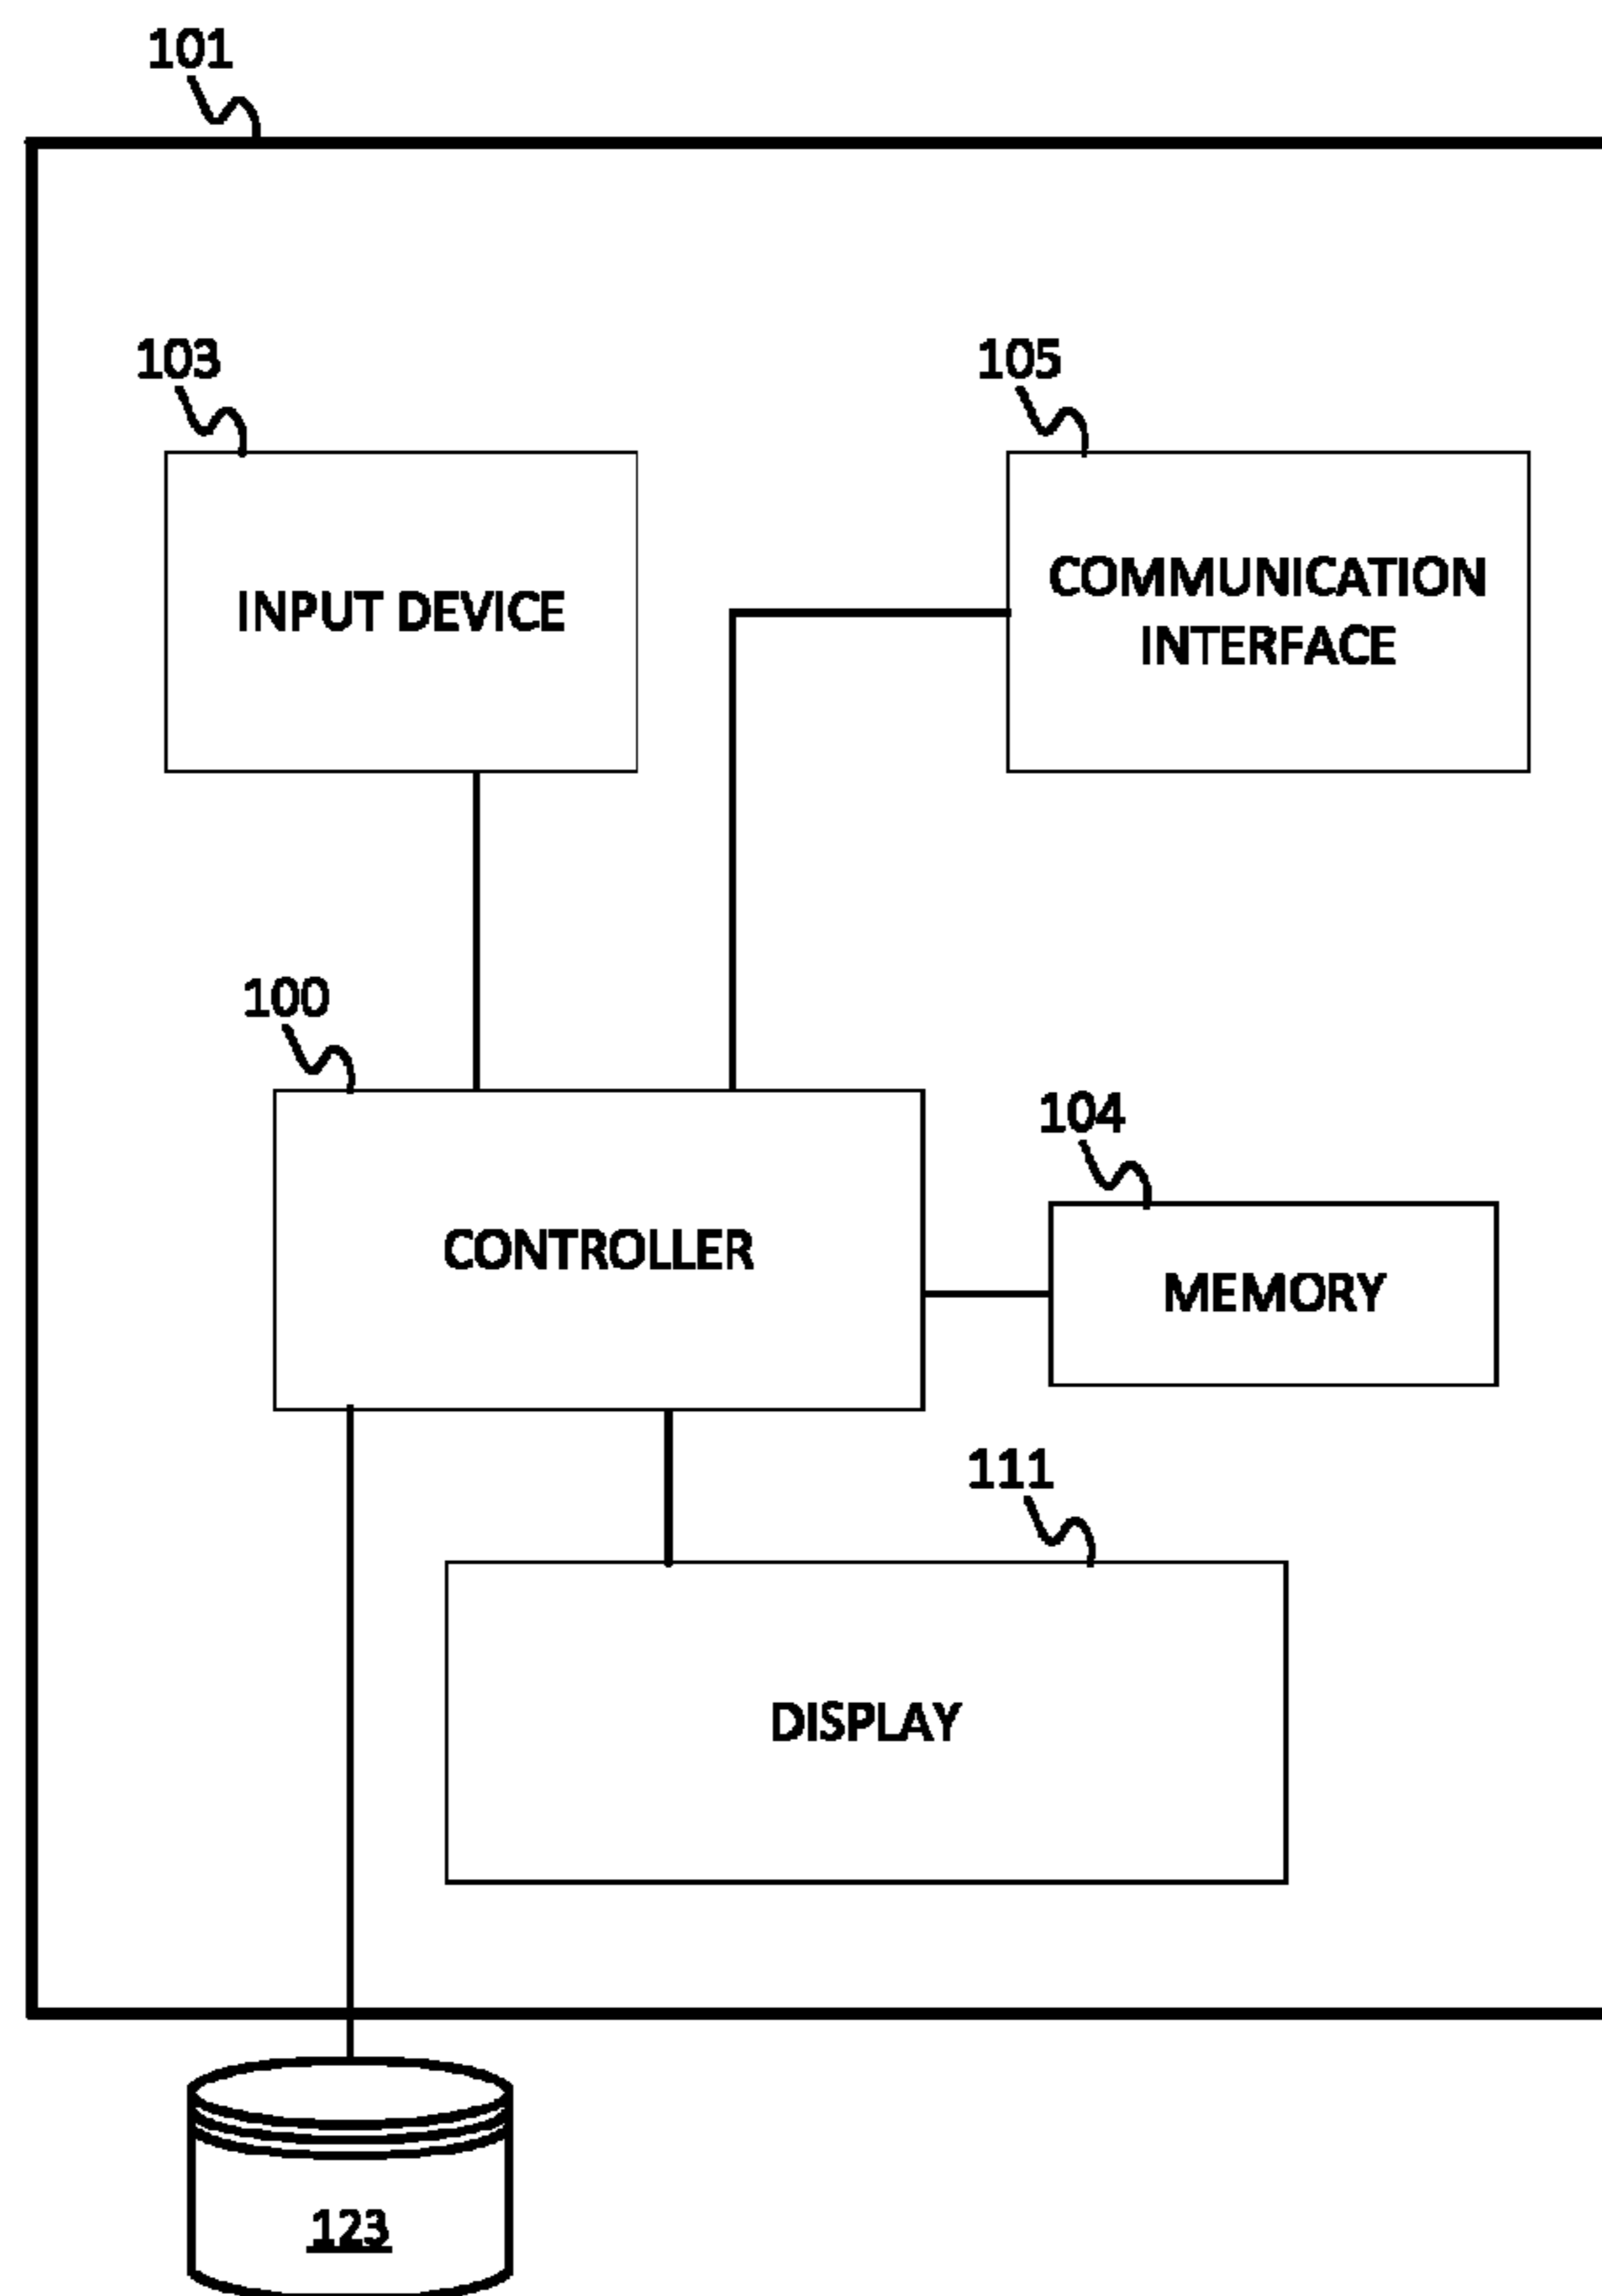 101
103
105
INPUT DEVICE
COMMUNICATION
INTERFACE
100
104
CONTROLLER
MEMORY
111
DISPLAY
123